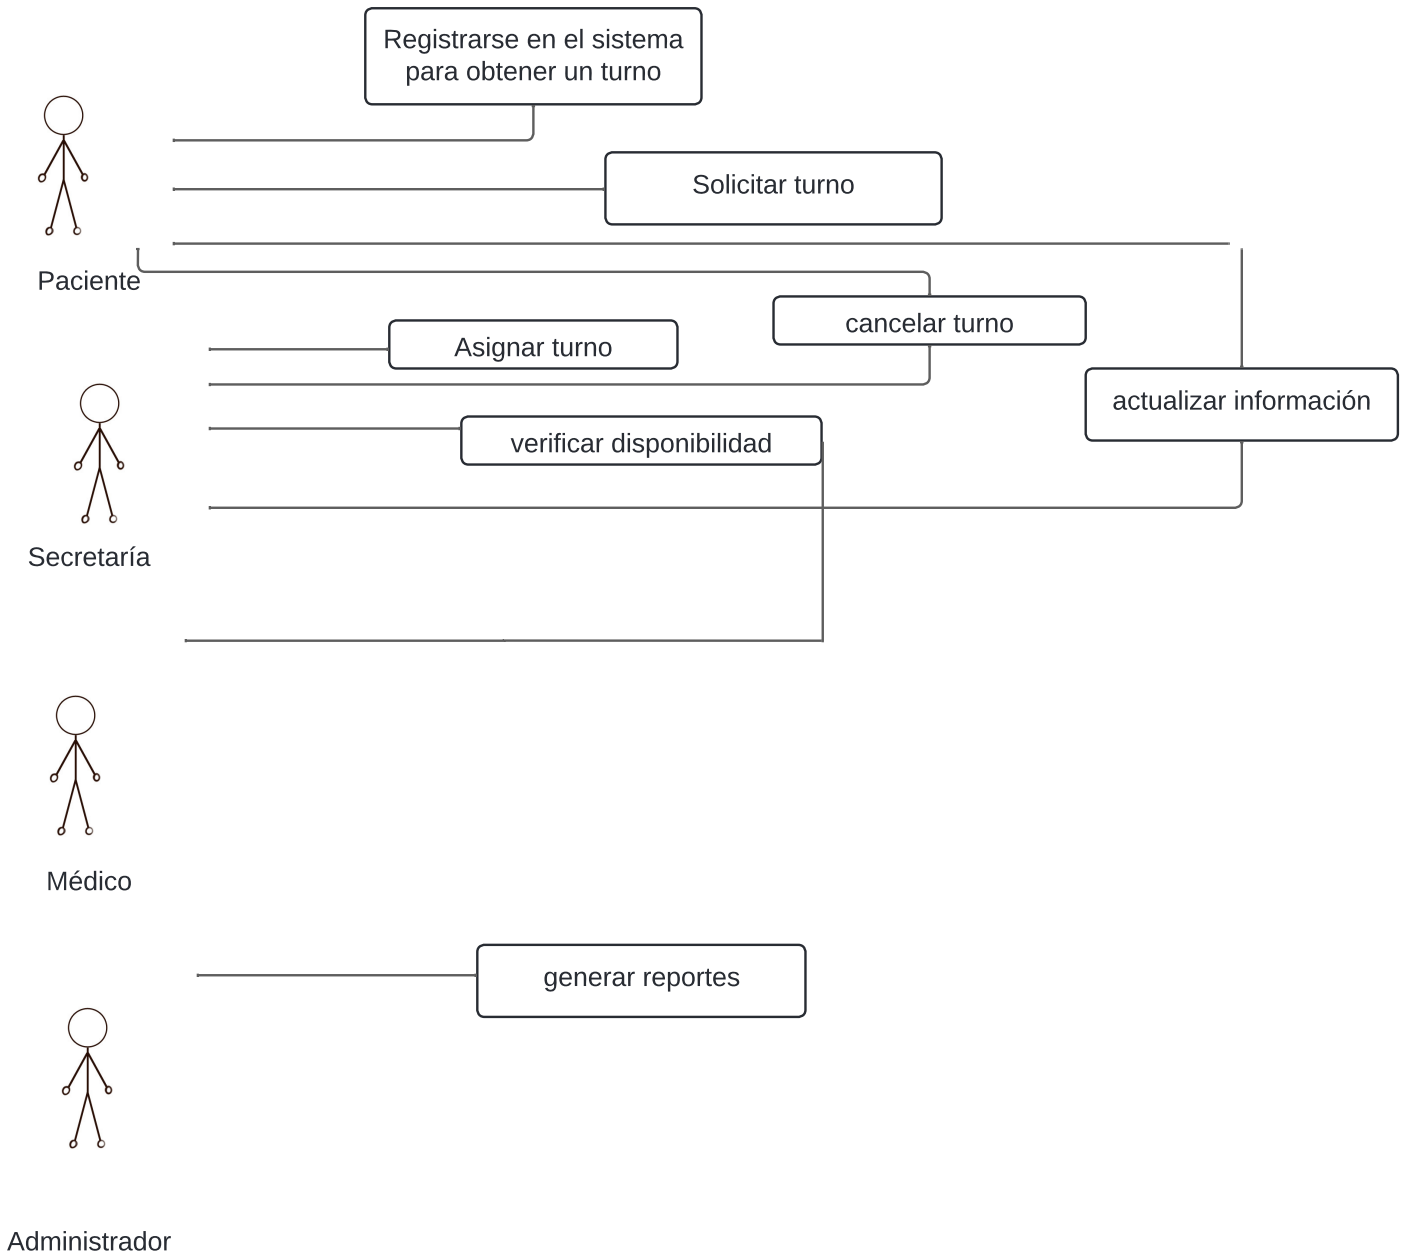 Registrarse en el sistema
para obtener un turno
Solicitar turno
Paciente
cancelar turno
Asignar turno
actualizar información
verificar disponibilidad
Secretaría
Médico
generar reportes
Administrador